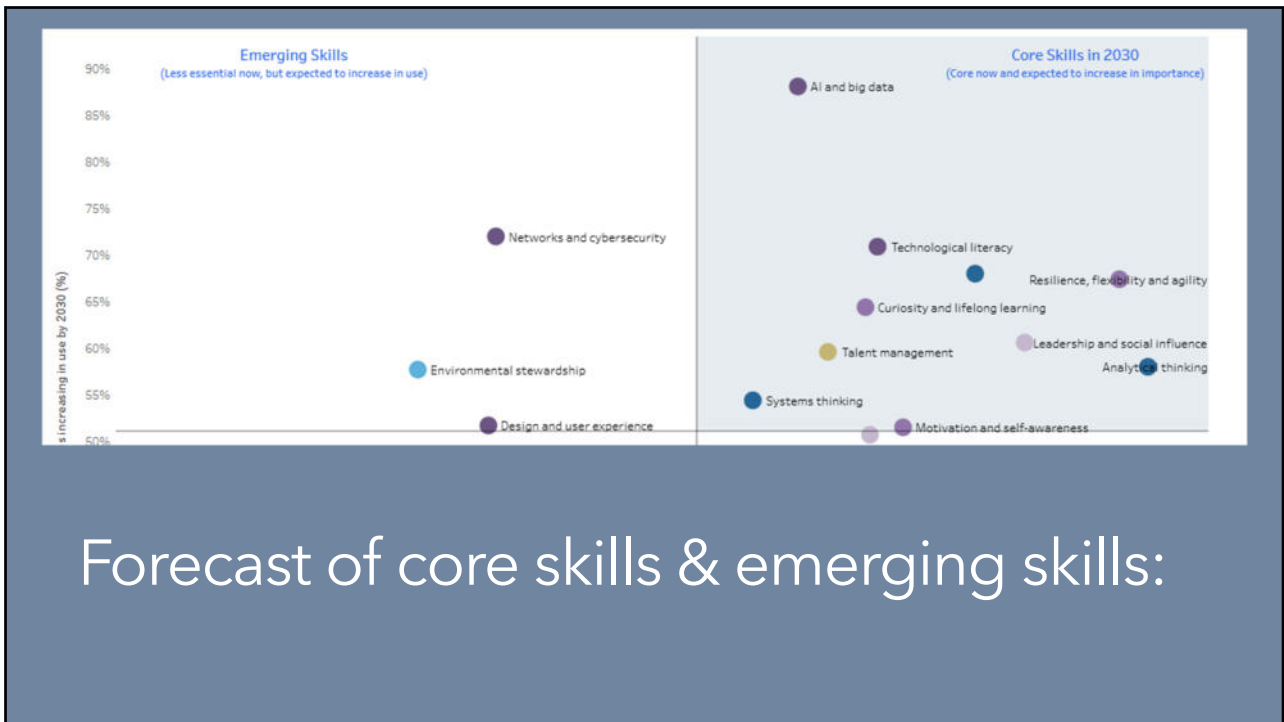 Emerging Skills
(Less essential now, but expected to increase in use)
Core Skills in 2030
(Core now and expected to increase in importance)
90%
AI and big data
85%
80%
75%
Networks and cybersecurity
70%
Technological literacy
Resilience, flexibility and agility
65%
Curiosity and lifelong learning
60%
Leadership and social influence
Talent management
Analytical thinking
Environmental stewardship
55%
Systems thinking
Design and user experience
Motivation and self-awareness
50%
s increasing in use by 2030 (%)
Forecast of core skills & emerging skills: